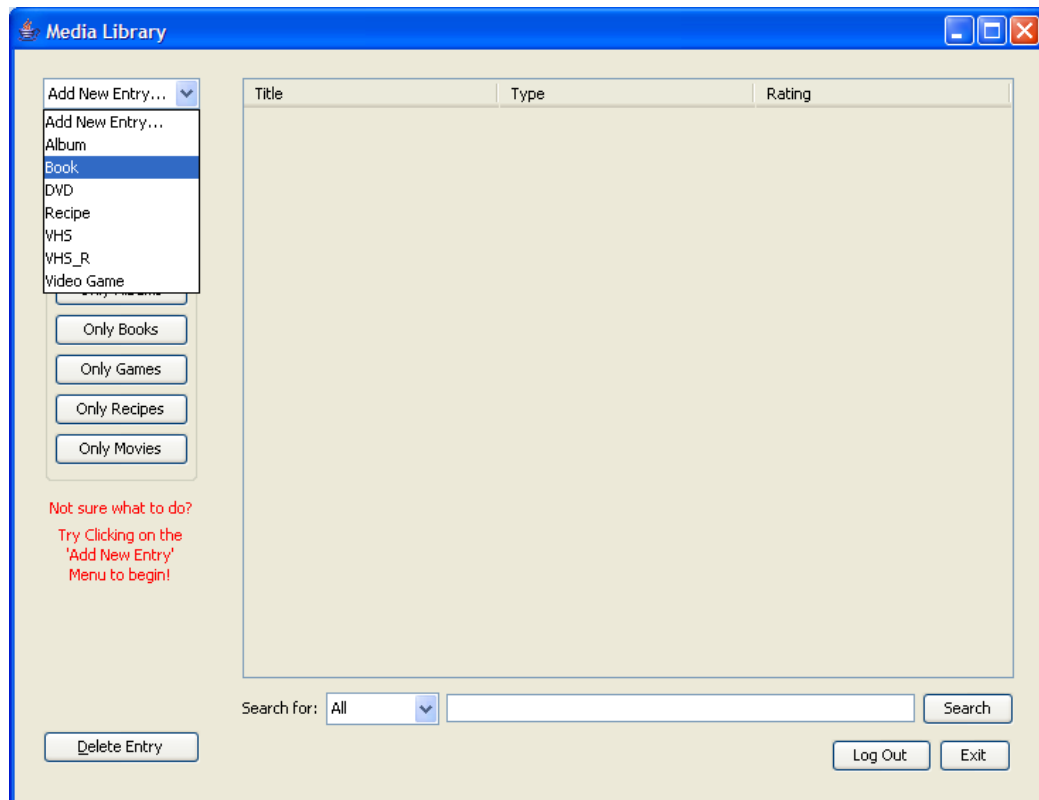 Media Library
Add New Entry...
Title Type Rating
Add New Entry...
Album
Book
DVD
Recipe
VHS
VHS_R
Video Game
Only Books
Only Games
Only Recipes
Only Movies
Not sure what to do?
Try Clicking on the
'Add New Entry'
Menu to begin!
Search for: All Search
Delete Entry
Log Out Exit